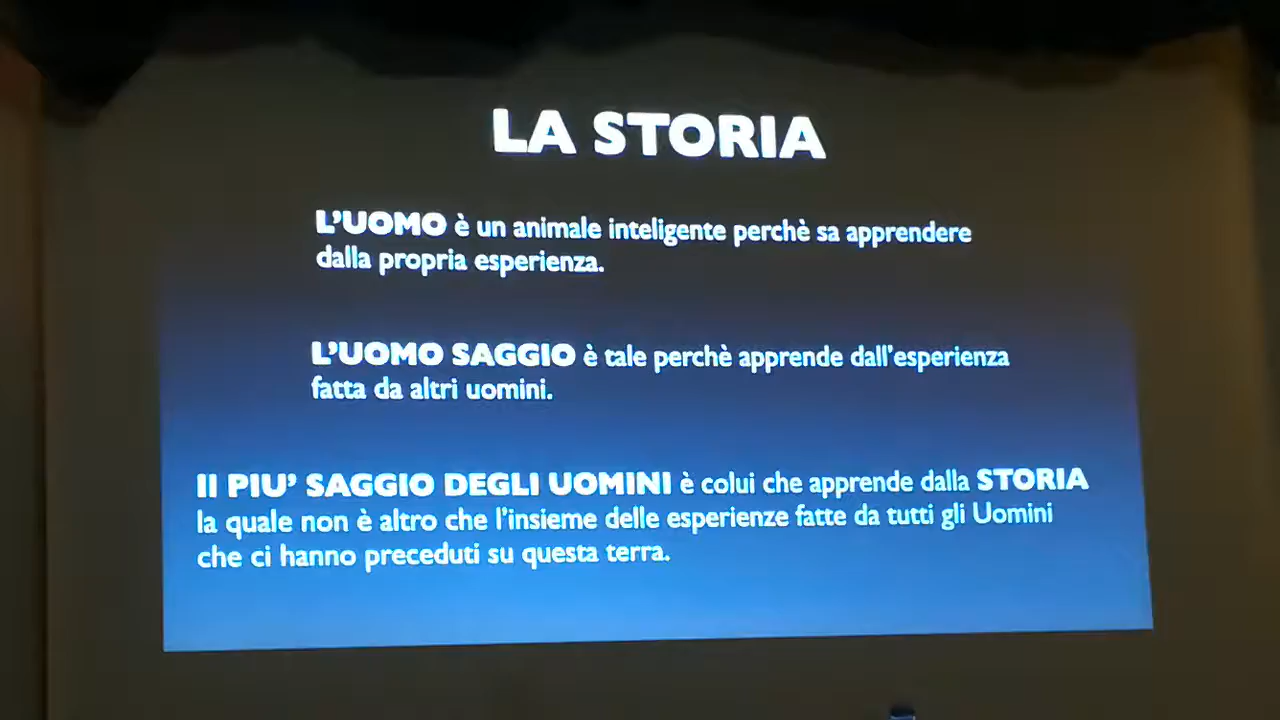 LA STORIA
L'UOMO è un animale inteligente perchè sa apprendere
dalla propria esperienza.
L'UOMO SAGGIO è tale perchè apprende dall'esperienza
fatta da altri uomini.
Il PIU' SAGGIO DEGLI UOMINI è colui che apprende dalla STORIA
la quale non è altro che l'insieme delle esperienze fatte da tutti gli Uomini
che ci hanno preceduti su questa terra.